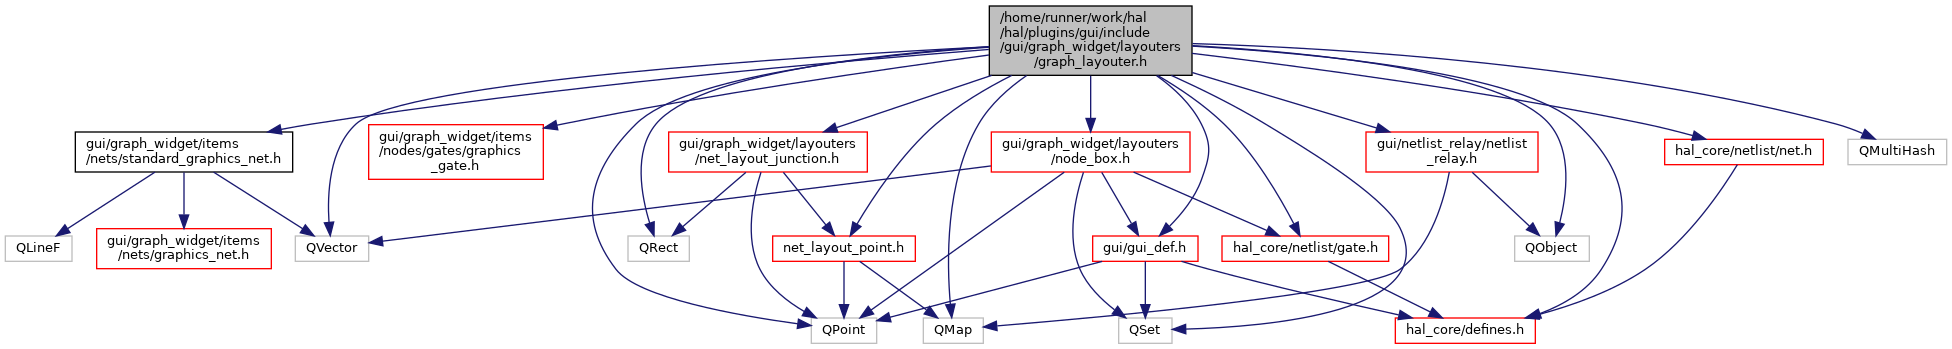 /home/runner/work/hal
/hal/plugins/gui/include
/gui/graph_widget/layouters
/graph_layouter.h
gui/graph_widget/items
/nets/standard_graphics_net.h
gui/graph_widget/items
/nodes/gates/graphics
_gate.h
gui/graph_widget/layouters
/net_layout_junction.h
gui/graph_widget/layouters
/node_box.h
gui/netlist_relay/netlist
_relay.h
hal_core/netlist/net.h
QMultiHash
QLineF
gui/graph_widget/items
/nets/graphics_net.h
QVector
QRect
net_layout_point.h
gui/gui_def.h
hal_core/netlist/gate.h
QObject
QPoint
QMap
QSet
hal_core/defines.h